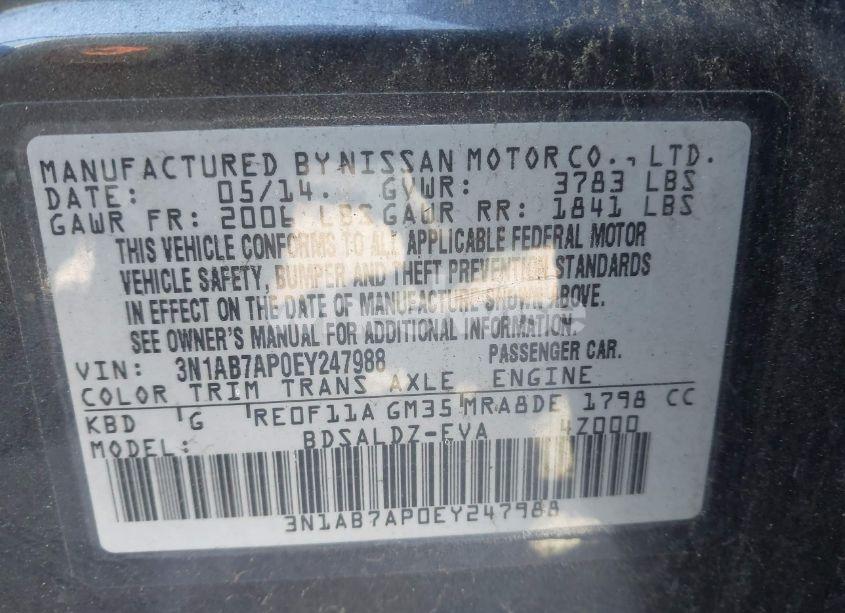 MANUFACTURED BY NISSAN MOTOR CO., LTD.
DATE: 05/14. GVWR: 3783 LBS
GAWR FR: 2006 LBS GAWR RR: 1841 LBS
THIS VEHICLE CONFORMS TO ALL APPLICABLE FEDERAL MOTOR
VEHICLE SAFETY, BUMPER AND THEFT PREVENTION STANDARDS
IN EFFECT ON THE DATE OF MANUFACTURE SHOWN ABOVE.
SEE OWNER'S MANUAL FOR ADDITIONAL INFORMATION.
VIN: 3N1AB7AP0EY247988 PASSENGER CAR.
COLOR TRIM TRANS AXLE ENGINE
KBD G RE0F11A GM35 MRA8DE 1798 CC
MODEL: BDSALDZ-EVA 4Z000
3N1AB7AP0EY247988